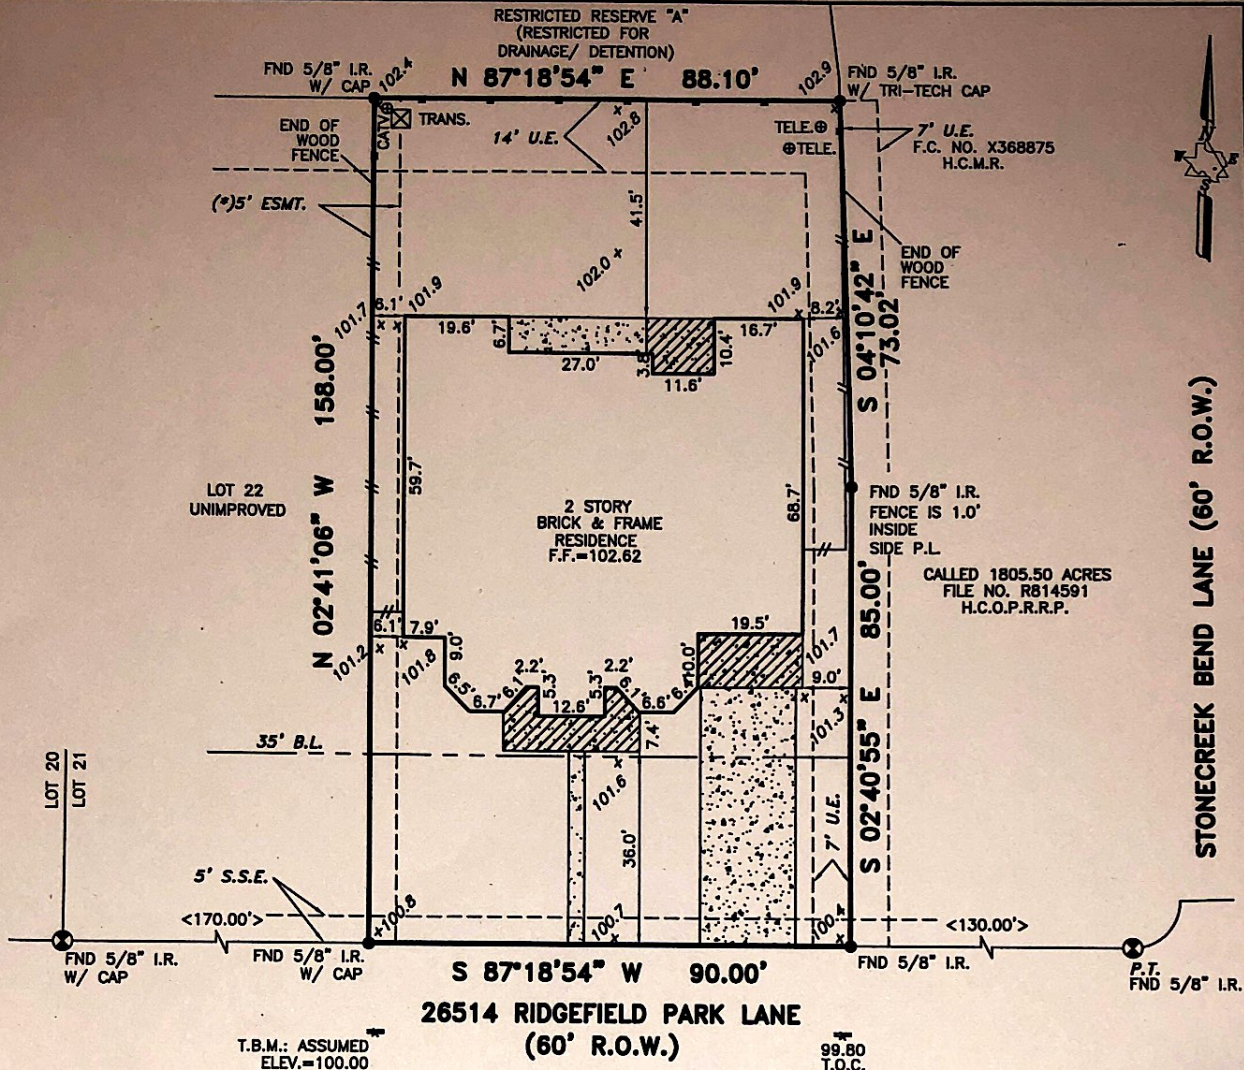 RESTRICTED RESERVE "A"
(RESTRICTED FOR
DRAINAGE/ DETENTION)
FND 5/8" I.R.
W/ CAP
102.4
N 87°18'54" E 88.10'
102.9
FND 5/8" I.R.
W/ TRI-TECH CAP
END OF
WOOD
FENCE
CATV
TRANS.
14' U.E.
102.8
TELE.
TELE.
7' U.E.
F.C. NO. X368875
H.C.M.R.
(*)5' ESMT.
41.5'
102.0
END OF
WOOD
FENCE
S 04°10'42" E
73.02'
101.7
6.1'
101.9
19.6'
6.7'
27.0'
3.8'
11.6'
10.4'
16.7'
101.9
8.2'
101.6
N 02°41'06" W 158.00'
59.7'
68.7'
LOT 22
UNIMPROVED
2 STORY
BRICK & FRAME
RESIDENCE
F.F.=102.62
FND 5/8" I.R.
FENCE IS 1.0'
INSIDE
SIDE P.L.
CALLED 1805.50 ACRES
FILE NO. R814591
H.C.O.P.R.R.P.
STONECREEK BEND LANE (60' R.O.W.)
101.2
6.1'
7.9'
101.8
9.0'
6.5'
6.7'
6.1'
2.2'
5.3'
12.6'
5.3'
2.2'
6.1'
6.6'
10.0'
19.5'
101.7
9.0'
101.3
7.4'
S 02°40'55" E 85.00'
35' B.L.
101.6
36.0'
7' U.E.
LOT 20
LOT 21
5' S.S.E.
<170.00'>
100.8
100.7
100.4
<130.00'>
FND 5/8" I.R.
W/ CAP
FND 5/8" I.R.
W/ CAP
S 87°18'54" W 90.00'
FND 5/8" I.R.
P.T.
FND 5/8" I.R.
26514 RIDGEFIELD PARK LANE
(60' R.O.W.)
T.B.M.: ASSUMED
ELEV.=100.00
99.80
T.O.C.